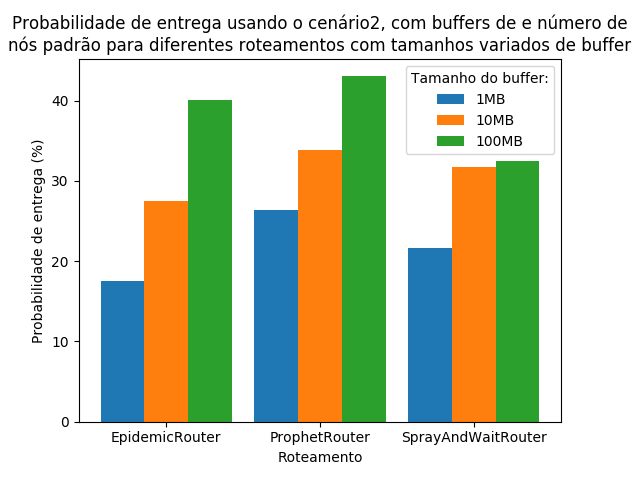 Probabilidade de entrega usando o cenário2, com buffers de e número de
nós padrão para diferentes roteamentos com tamanhos variados de buffer
Tamanho do buffer:
1MB
10MB
100MB
Probabilidade de entrega (%)
40
30
20
10
0
EpidemicRouter ProphetRouter SprayAndWaitRouter
Roteamento